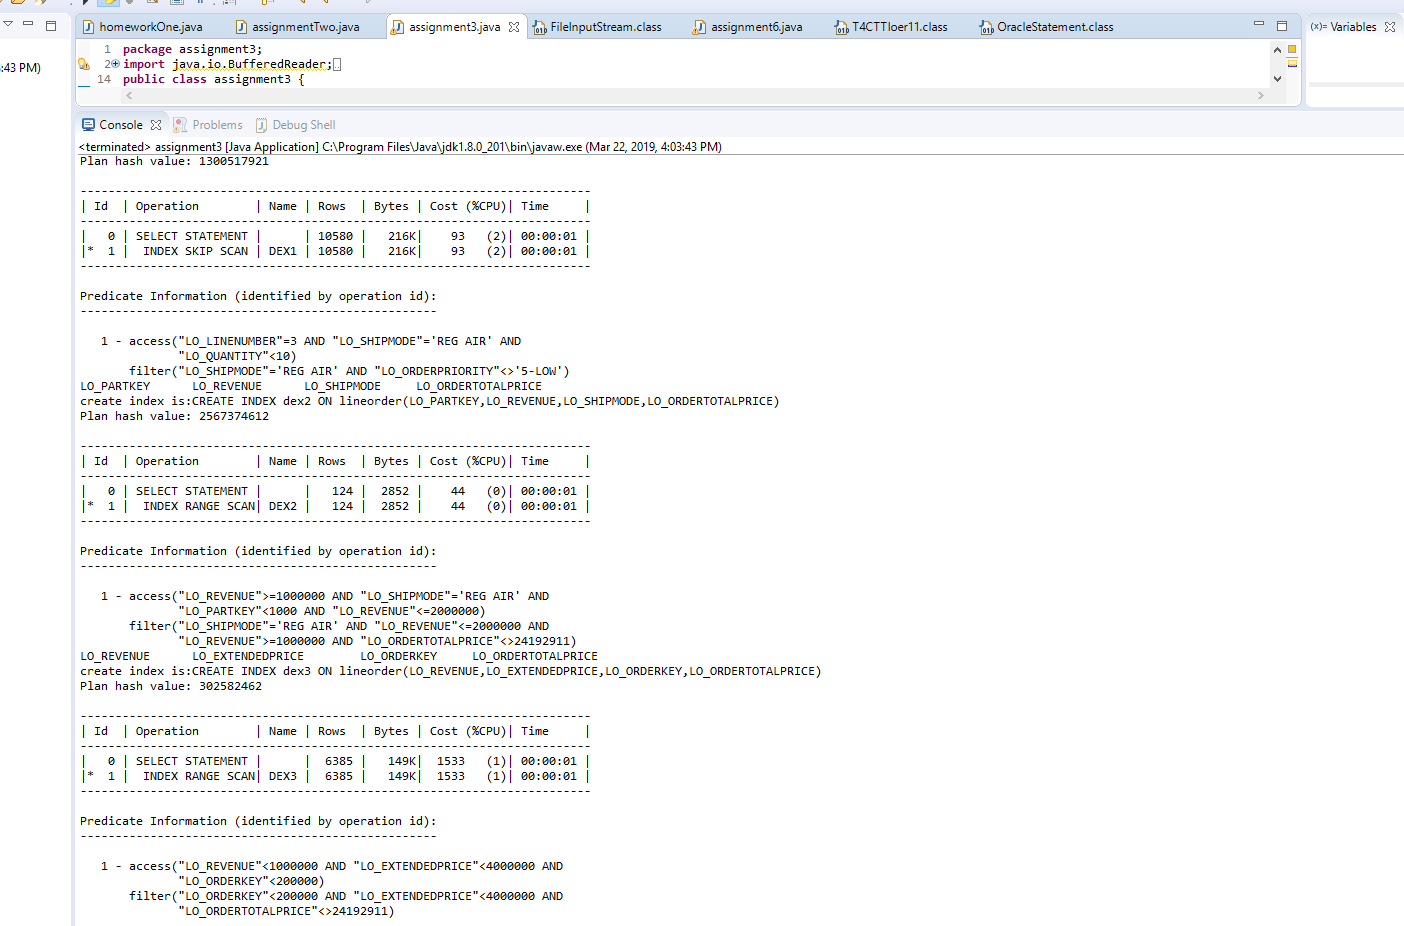 homeworkOne.java assignmentTwo.java assignment3.java FileInputStream.class assignment6.java T4CTTIoer11.class OracleStatement.class (x)= Variables
1 package assignment3;
2 import java.io.BufferedReader;
14 public class assignment3 {
:43 PM)
Console Problems Debug Shell
<terminated> assignment3 [Java Application] C:\Program Files\Java\jdk1.8.0_201\bin\javaw.exe (Mar 22, 2019, 4:03:43 PM)
Plan hash value: 1300517921
-------------------------------------------------------------------------
| Id  | Operation        | Name | Rows  | Bytes | Cost (%CPU)| Time     |
-------------------------------------------------------------------------
|   0 | SELECT STATEMENT |      | 10580 |   216K|    93   (2)| 00:00:01 |
|*  1 |  INDEX SKIP SCAN | DEX1 | 10580 |   216K|    93   (2)| 00:00:01 |
-------------------------------------------------------------------------
Predicate Information (identified by operation id):
---------------------------------------------------
1 - access("LO_LINENUMBER"=3 AND "LO_SHIPMODE"='REG AIR' AND
"LO_QUANTITY"<10)
filter("LO_SHIPMODE"='REG AIR' AND "LO_ORDERPRIORITY"<>'5-LOW')
LO_PARTKEY      LO_REVENUE      LO_SHIPMODE     LO_ORDERTOTALPRICE
create index is:CREATE INDEX dex2 ON lineorder(LO_PARTKEY,LO_REVENUE,LO_SHIPMODE,LO_ORDERTOTALPRICE)
Plan hash value: 2567374612
-------------------------------------------------------------------------
| Id  | Operation        | Name | Rows  | Bytes | Cost (%CPU)| Time     |
-------------------------------------------------------------------------
|   0 | SELECT STATEMENT |      |   124 |  2852 |    44   (0)| 00:00:01 |
|*  1 |  INDEX RANGE SCAN| DEX2 |   124 |  2852 |    44   (0)| 00:00:01 |
-------------------------------------------------------------------------
Predicate Information (identified by operation id):
---------------------------------------------------
1 - access("LO_REVENUE">=1000000 AND "LO_SHIPMODE"='REG AIR' AND
"LO_PARTKEY"<1000 AND "LO_REVENUE"<=2000000)
filter("LO_SHIPMODE"='REG AIR' AND "LO_REVENUE"<=2000000 AND
"LO_REVENUE">=1000000 AND "LO_ORDERTOTALPRICE"<>24192911)
LO_REVENUE      LO_EXTENDEDPRICE        LO_ORDERKEY     LO_ORDERTOTALPRICE
create index is:CREATE INDEX dex3 ON lineorder(LO_REVENUE,LO_EXTENDEDPRICE,LO_ORDERKEY,LO_ORDERTOTALPRICE)
Plan hash value: 302582462
-------------------------------------------------------------------------
| Id  | Operation        | Name | Rows  | Bytes | Cost (%CPU)| Time     |
-------------------------------------------------------------------------
|   0 | SELECT STATEMENT |      |  6385 |   149K|  1533   (1)| 00:00:01 |
|*  1 |  INDEX RANGE SCAN| DEX3 |  6385 |   149K|  1533   (1)| 00:00:01 |
-------------------------------------------------------------------------
Predicate Information (identified by operation id):
---------------------------------------------------
1 - access("LO_REVENUE"<1000000 AND "LO_EXTENDEDPRICE"<4000000 AND
"LO_ORDERKEY"<200000)
filter("LO_ORDERKEY"<200000 AND "LO_EXTENDEDPRICE"<4000000 AND
"LO_ORDERTOTALPRICE"<>24192911)